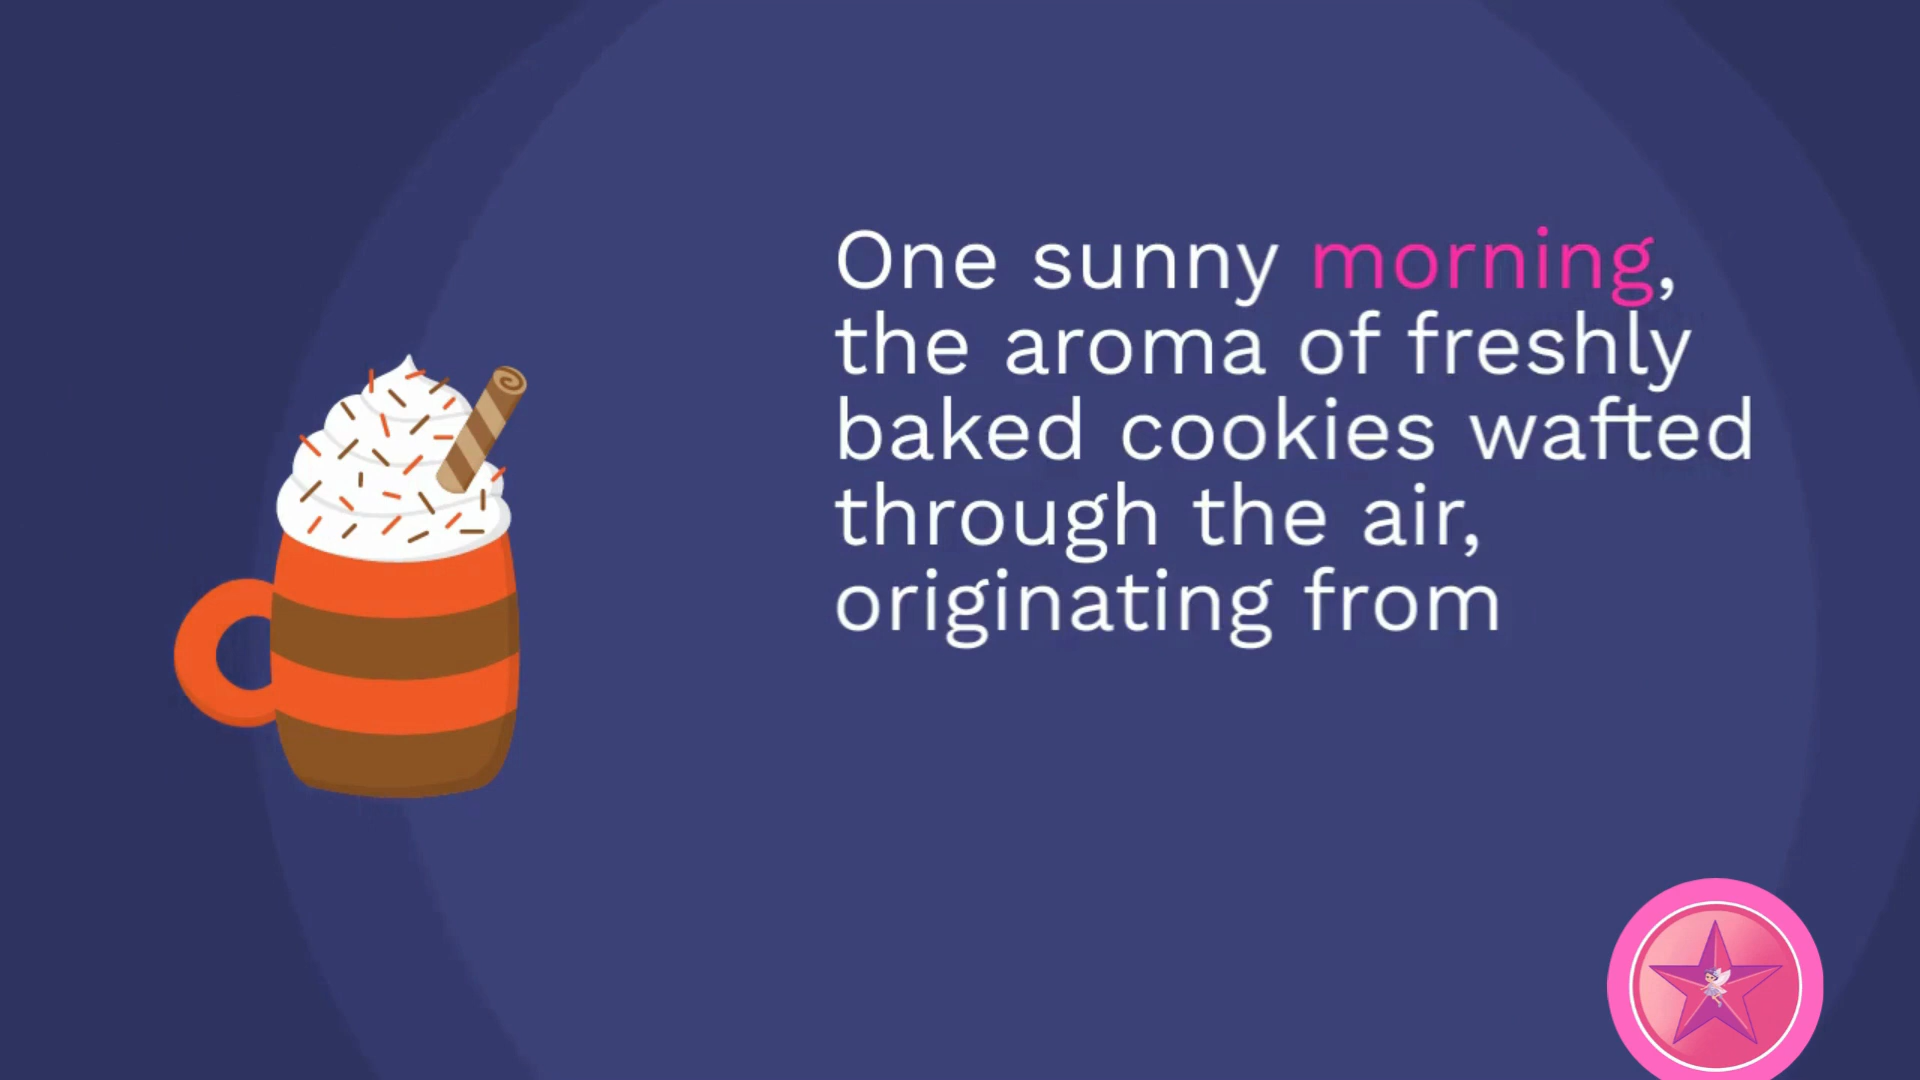 One sunny morning,
the aroma of freshly
baked cookies wafted
through the air,
originating from